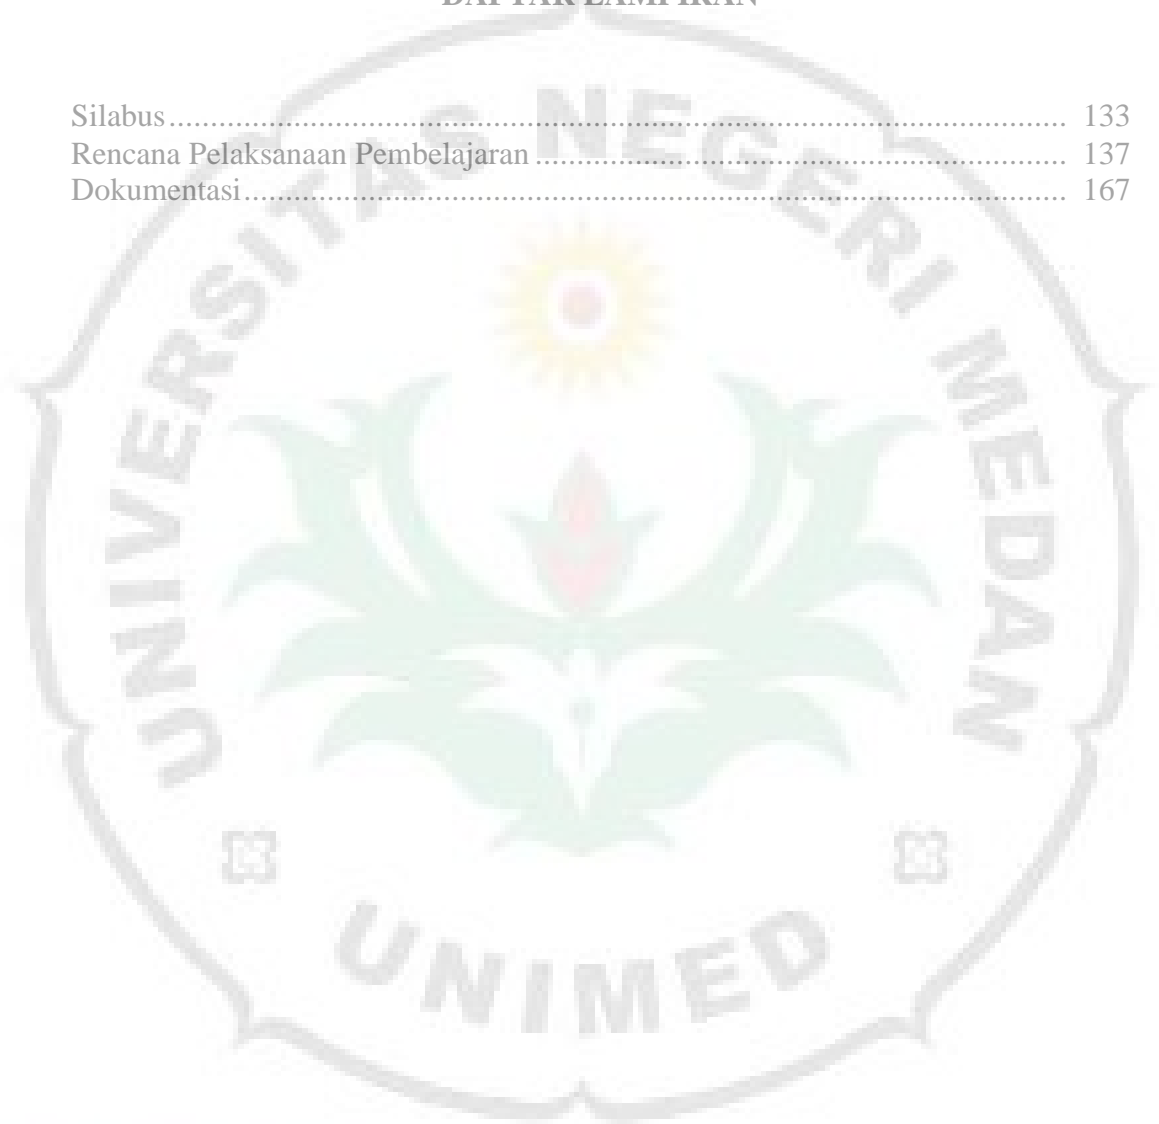 DAFTAR LAMPIRAN
Silabus........................................................................................................... 133
Rencana Pelaksanaan Pembelajaran................................................................ 137
Dokumentasi.................................................................................................. 167
UNIVERSITAS NEGERI MEDAN
UNIMED